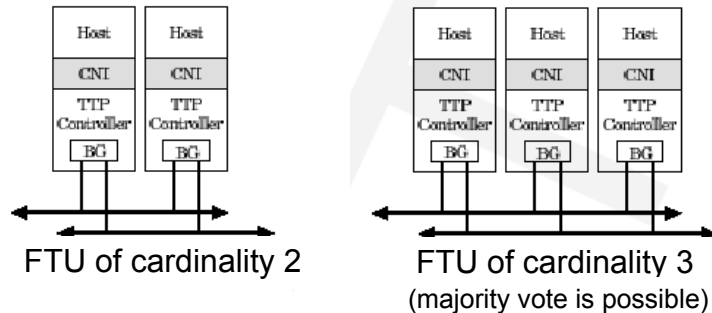 Host Host Host Host Host
CNI CNI CNI CNI CNI
TTP TTP TTP TTP TTP
Controller Controller Controller Controller Controller
BG BG BG BG BG
FTU of cardinality 2 FTU of cardinality 3
(majority vote is possible)